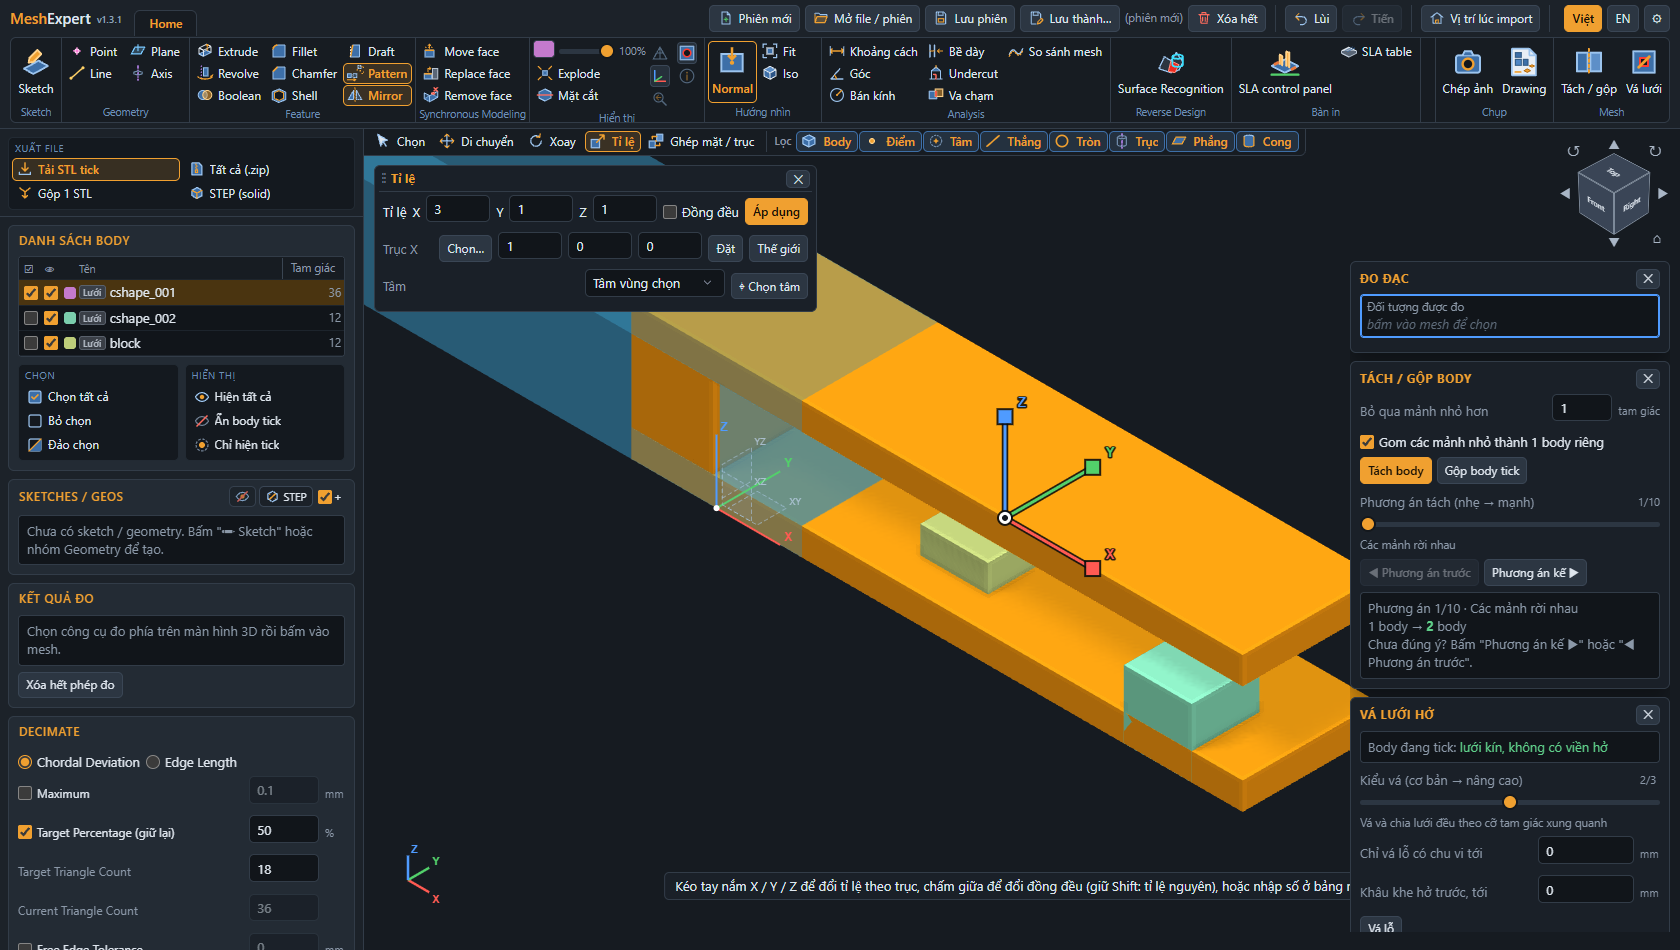 MeshExpert v1.3.1
Home
Phiên mới
Mở file / phiên
Lưu phiên
Lưu thành...
(phiên mới)
Xóa hết
Lùi
Tiến
Vị trí lúc import
Việt
EN
Sketch
Point
Plane
Line
Axis
Extrude
Fillet
Draft
Revolve
Chamfer
Pattern
Boolean
Shell
Mirror
Move face
Replace face
Remove face
100%
Explode
Mặt cắt
Normal
Fit
Iso
Khoảng cách
Bề dày
So sánh mesh
Góc
Undercut
Bán kính
Va chạm
Surface Recognition
SLA table
SLA control panel
Chép ảnh
Drawing
Tách / gộp
Vá lưới
Sketch
Geometry
Feature
Synchronous Modeling
Hiển thị
Hướng nhìn
Analysis
Reverse Design
Bản in
Chụp
Mesh
XUẤT FILE
Tải STL tick
Tất cả (.zip)
Gộp 1 STL
STEP (solid)
DANH SÁCH BODY
Tên
Tam giác
Lưới cshape_001 36
Lưới cshape_002 12
Lưới block 12
CHỌN
Chọn tất cả
Bỏ chọn
Đảo chọn
HIỂN THỊ
Hiện tất cả
Ẩn body tick
Chỉ hiện tick
SKETCHES / GEOS
STEP
+
Chưa có sketch / geometry. Bấm "Sketch" hoặc
nhóm Geometry để tạo.
KẾT QUẢ ĐO
Chọn công cụ đo phía trên màn hình 3D rồi bấm vào
mesh.
Xóa hết phép đo
DECIMATE
Chordal Deviation
Edge Length
Maximum 0.1 mm
Target Percentage (giữ lại) 50 %
Target Triangle Count 18
Current Triangle Count 36
Free Edge Tolerance 0 mm
Chọn
Di chuyển
Xoay
Tỉ lệ
Ghép mặt / trục
Lọc
Body
Điểm
Tâm
Thẳng
Tròn
Trục
Phẳng
Cong
Tỉ lệ
Tỉ lệ X 3 Y 1 Z 1
Đồng đều
Áp dụng
Trục X Chọn... 1 0 0 Đặt Thế giới
Tâm Tâm vùng chọn + Chọn tâm
Z
Y
X
Z
YZ
Y
XZ
XY
X
Z
Y
X
Kéo tay nắm X / Y / Z để đổi tỉ lệ theo trục, chấm giữa để đổi đồng đều (giữ Shift: tỉ lệ nguyên), hoặc nhập số ở bảng
Top
Front
Right
ĐO ĐẠC
Đối tượng được đo
bấm vào mesh để chọn
TÁCH / GỘP BODY
Bỏ qua mảnh nhỏ hơn 1 tam giác
Gom các mảnh nhỏ thành 1 body riêng
Tách body
Gộp body tick
Phương án tách (nhẹ → mạnh) 1/10
Các mảnh rời nhau
◀ Phương án trước
Phương án kế ▶
Phương án 1/10 · Các mảnh rời nhau
1 body → 2 body
Chưa đúng ý? Bấm "Phương án kế ▶" hoặc "◀
Phương án trước".
VÁ LƯỚI HỞ
Body đang tick: lưới kín, không có viền hở
Kiểu vá (cơ bản → nâng cao) 2/3
Vá và chia lưới đều theo cỡ tam giác xung quanh
Chỉ vá lỗ có chu vi tới 0 mm
Khâu khe hở trước, tới 0 mm
Vá lỗ